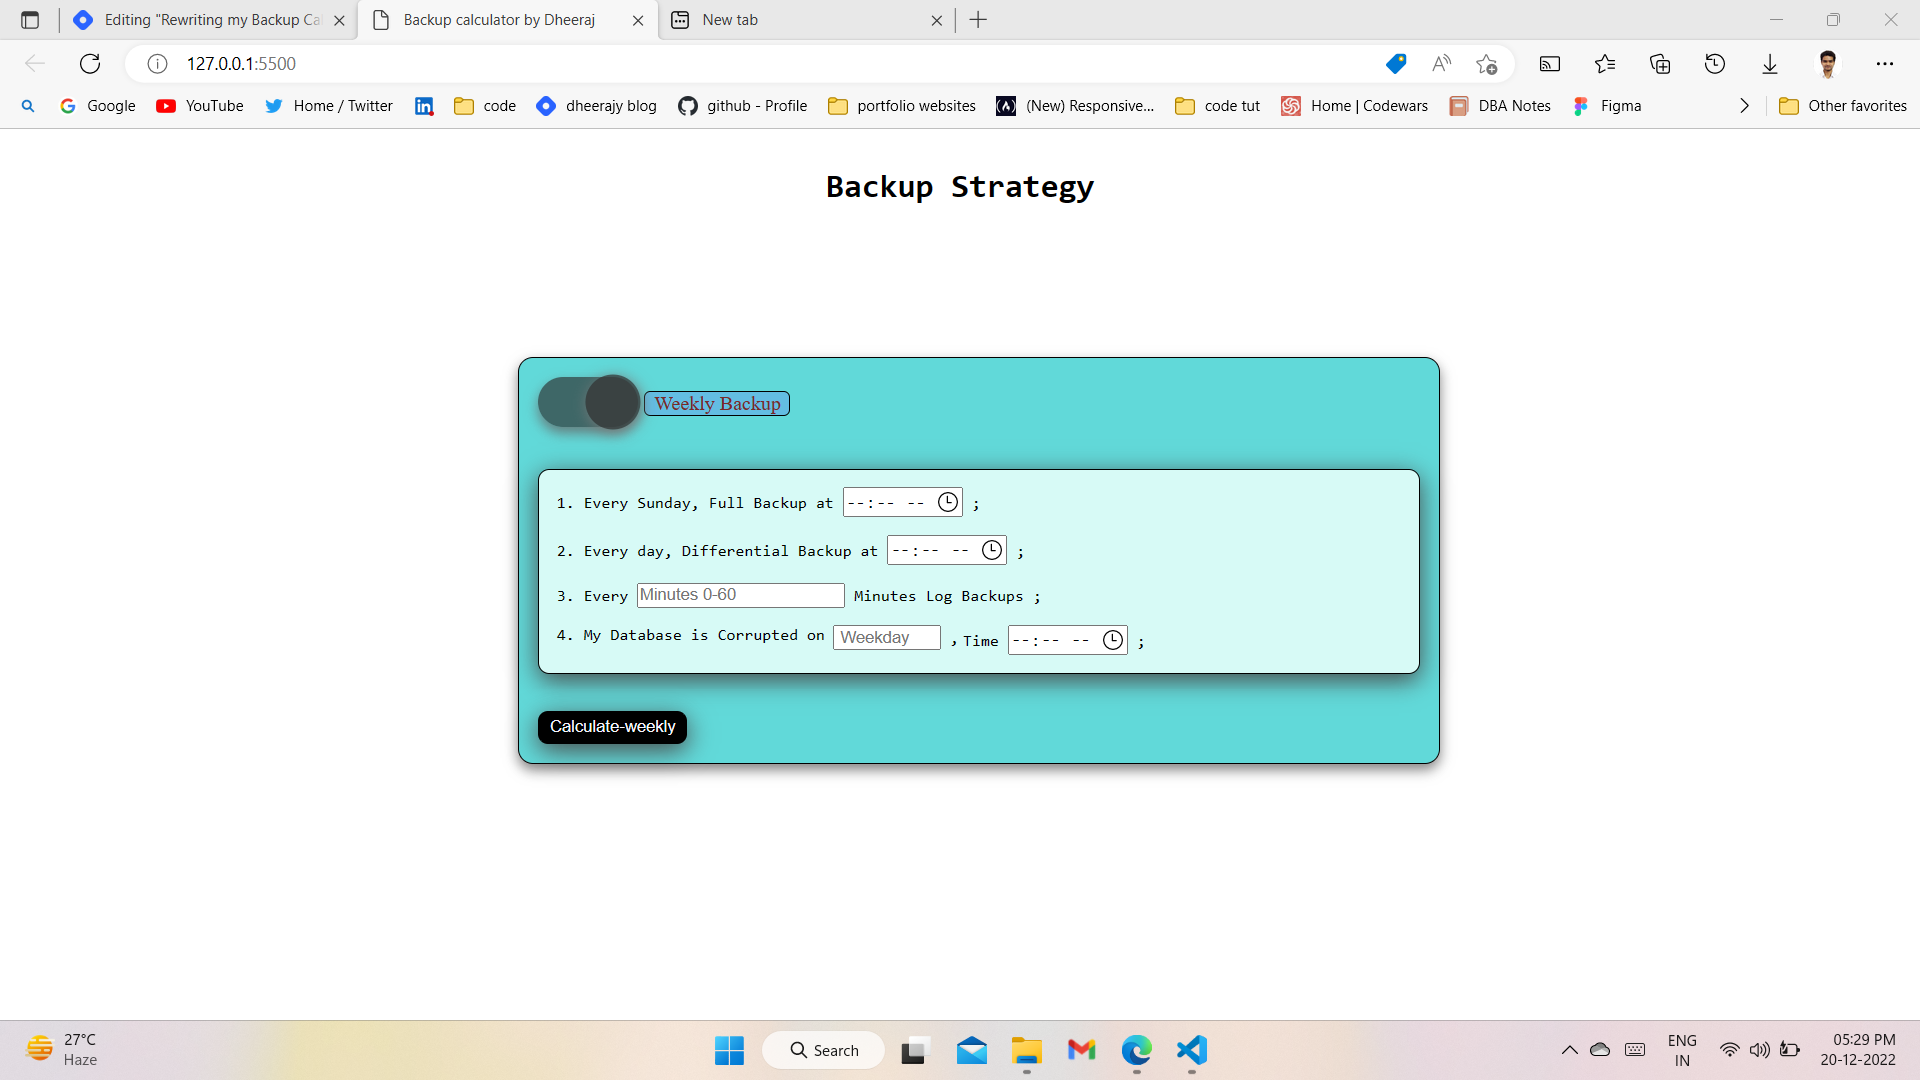 Editing "Rewriting my Backup Ca
Backup calculator by Dheeraj
New tab
127.0.0.1:5500
Google
YouTube
Home / Twitter
code
dheerajy blog
github - Profile
portfolio websites
(New) Responsive...
code tut
Home | Codewars
DBA Notes
Figma
Other favorites
Backup Strategy
Weekly Backup
1. Every Sunday, Full Backup at --:-- -- ;
2. Every day, Differential Backup at --:-- -- ;
3. Every Minutes 0-60 Minutes Log Backups ;
4. My Database is Corrupted on Weekday , Time --:-- -- ;
Calculate-weekly
27°C
Haze
Search
ENG
IN
05:29 PM
20-12-2022